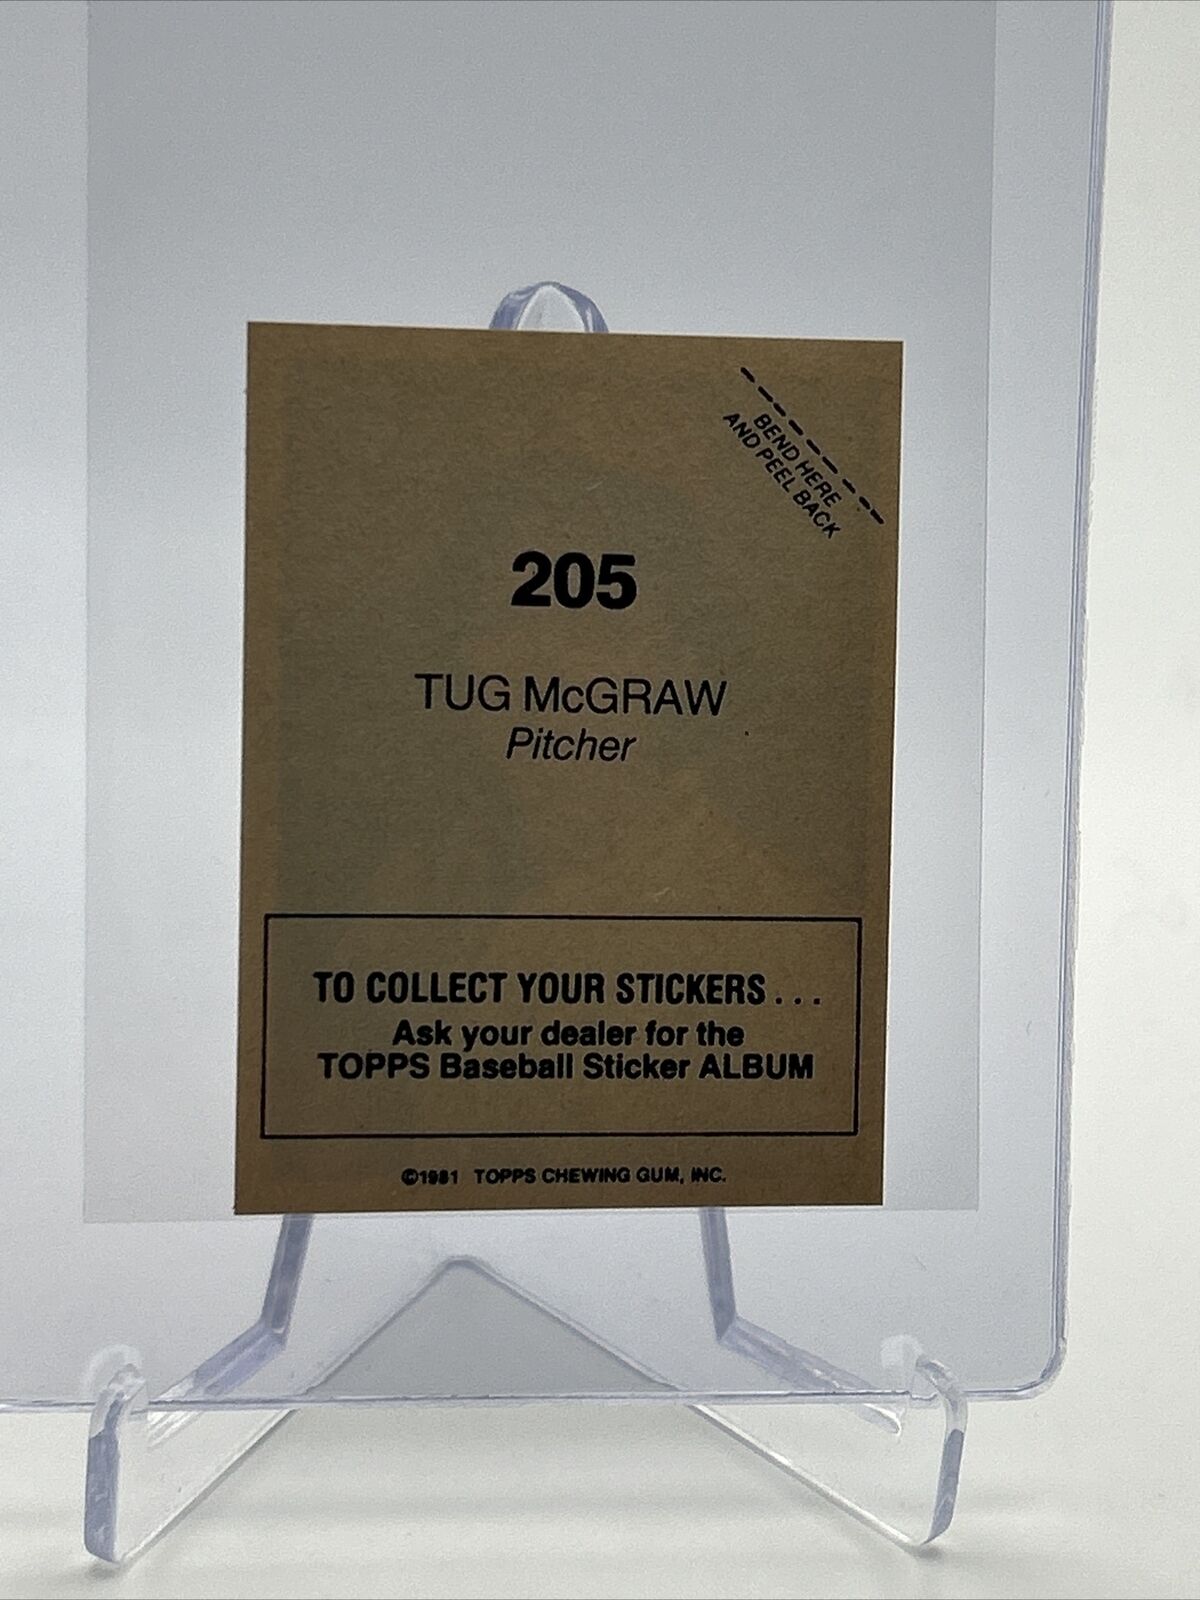 BEND HERE
AND PEEL BACK
205
TUG McGRAW
Pitcher
TO COLLECT YOUR STICKERS...
Ask your dealer for the
TOPPS Baseball Sticker ALBUM
©1981 TOPPS CHEWING GUM, INC.